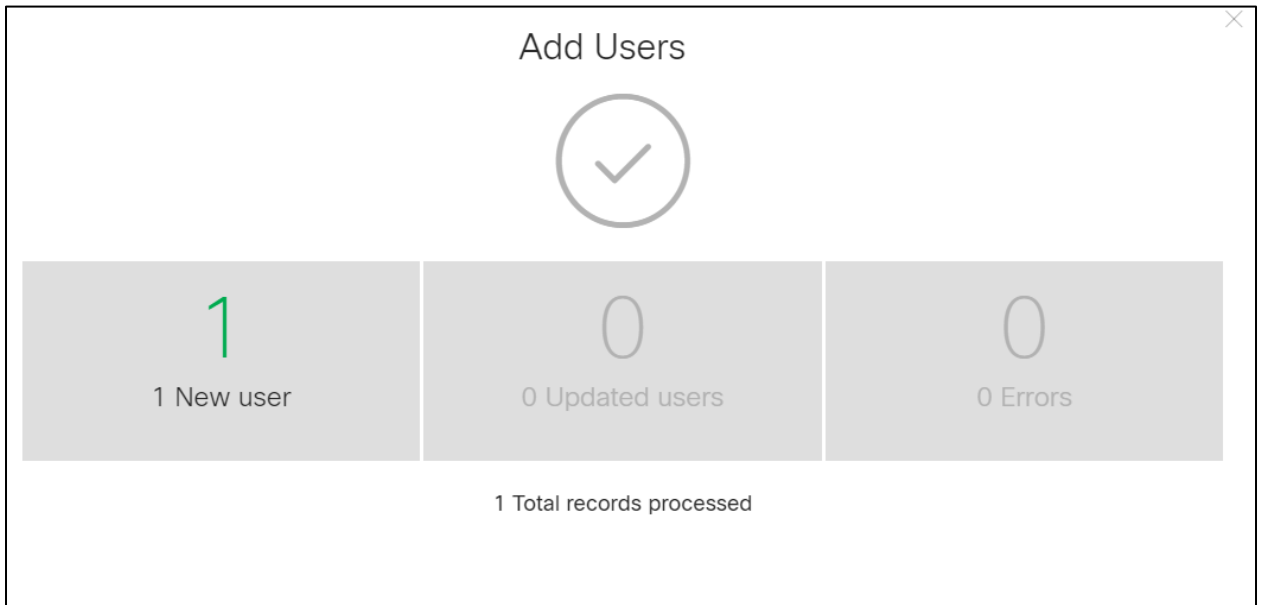 Add Users
1 0 0
1 New user 0 Updated users 0 Errors
1 Total records processed